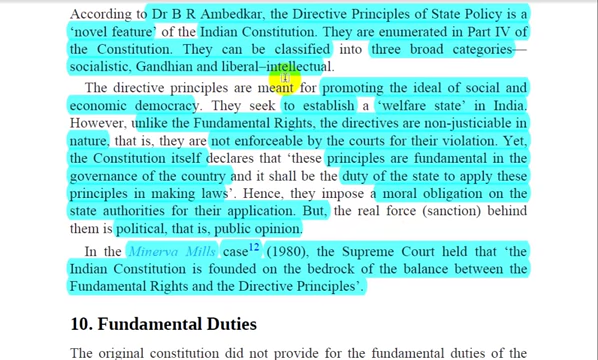 According to Dr B R Ambedkar, the Directive Principles of State Policy is a
‘novel feature’ of the Indian Constitution. They are enumerated in Part IV of
the Constitution. They can be classified into three broad categories—
socialistic, Gandhian and liberal–intellectual.
The directive principles are meant for promoting the ideal of social and
economic democracy. They seek to establish a ‘welfare state’ in India.
However, unlike the Fundamental Rights, the directives are non-justiciable in
nature, that is, they are not enforceable by the courts for their violation. Yet,
the Constitution itself declares that ‘these principles are fundamental in the
governance of the country and it shall be the duty of the state to apply these
principles in making laws’. Hence, they impose a moral obligation on the
state authorities for their application. But, the real force (sanction) behind
them is political, that is, public opinion.
In the Minerva Mills case12 (1980), the Supreme Court held that ‘the
Indian Constitution is founded on the bedrock of the balance between the
Fundamental Rights and the Directive Principles’.
10. Fundamental Duties
The original constitution did not provide for the fundamental duties of the